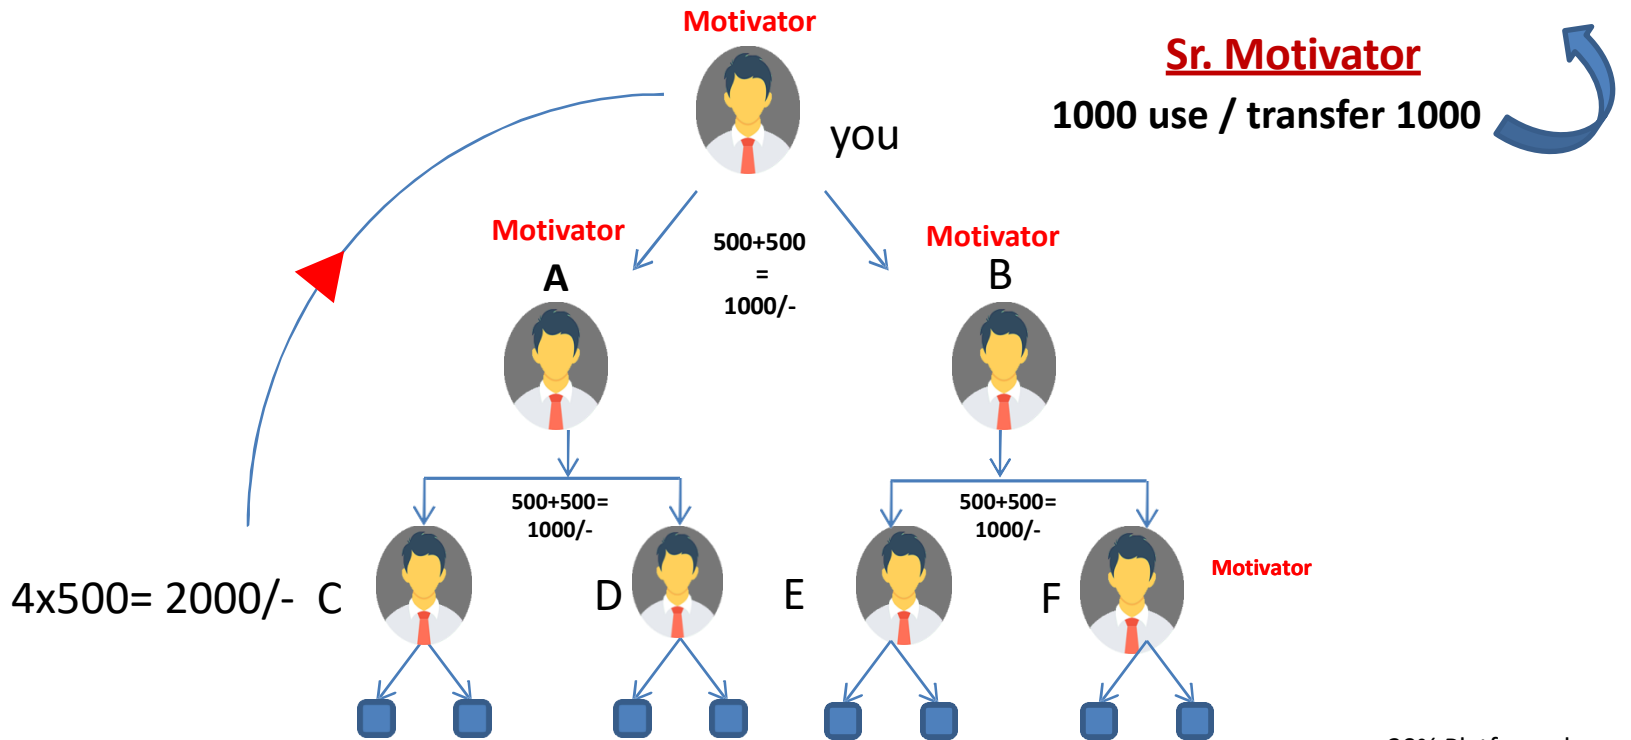 Motivator
Sr. Motivator
1000 use / transfer 1000
you
Motivator
Motivator
500+500
=
1000/-
A
B
500+500=
1000/-
500+500=
1000/-
Motivator
4x500= 2000/- C
D
E
F